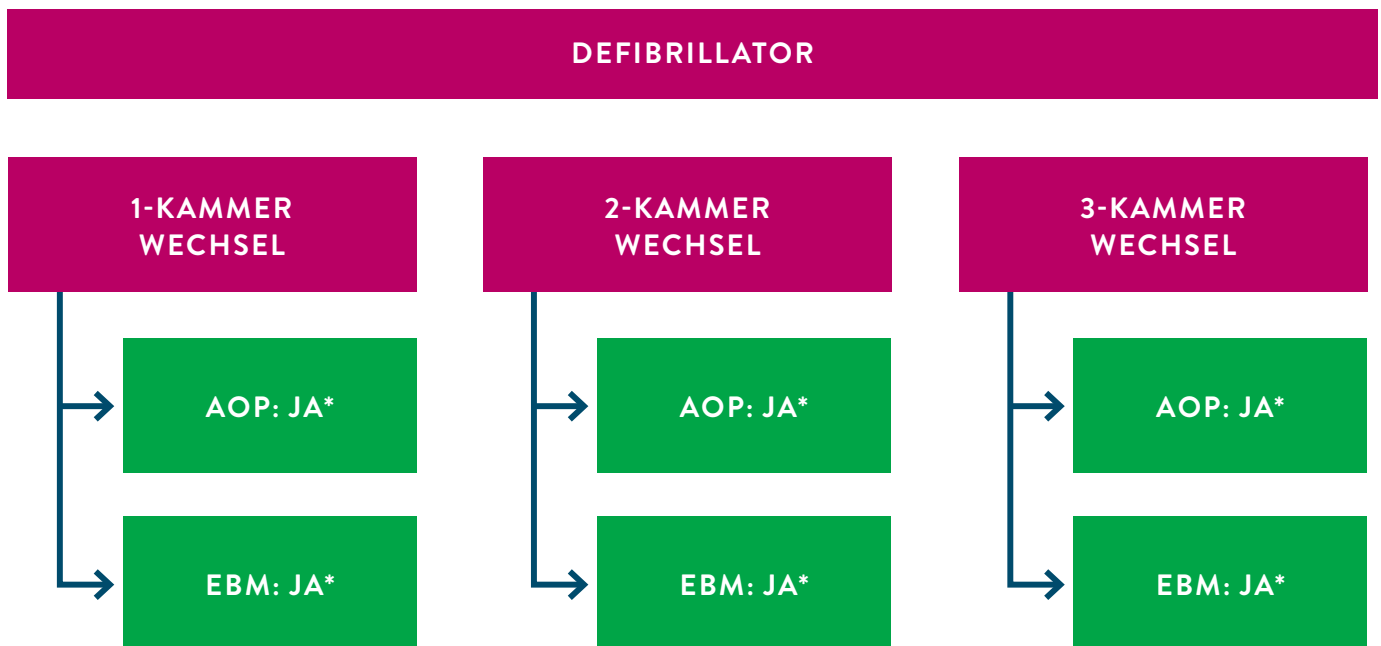 DEFIBRILLATOR
1-KAMMER
WECHSEL
AOP: JA*
EBM: JA*
2-KAMMER
WECHSEL
AOP: JA*
EBM: JA*
3-KAMMER
WECHSEL
AOP: JA*
EBM: JA*